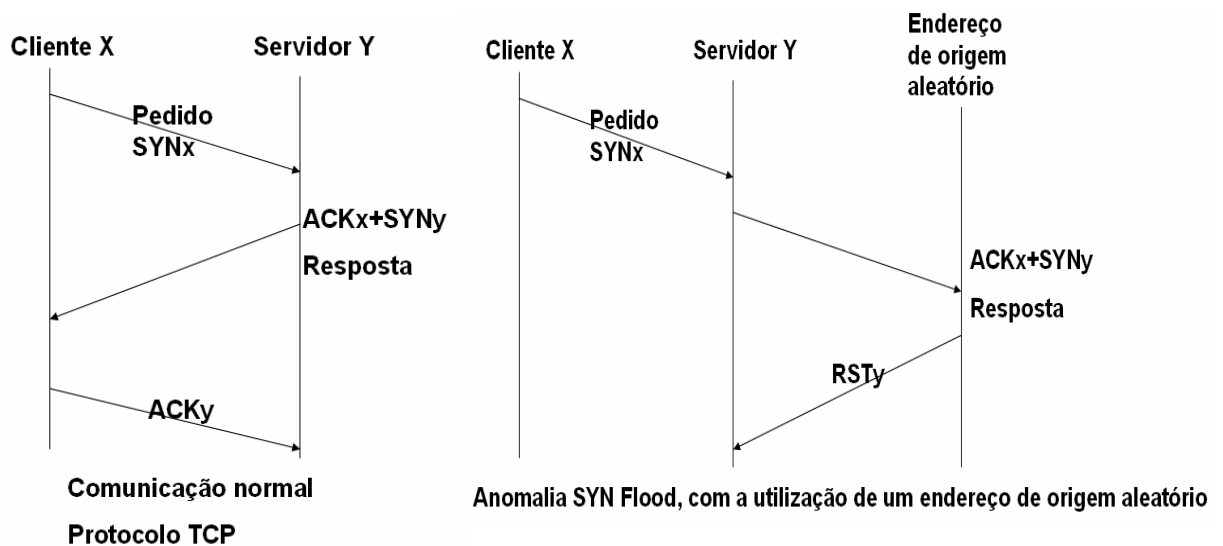 Cliente X
Servidor Y
Pedido
SYNx
ACKx+SYNy
Resposta
ACKy
Comunicação normal
Protocolo TCP
Cliente X
Servidor Y
Endereço
de origem
aleatório
Pedido
SYNx
ACKx+SYNy
Resposta
RSTy
Anomalia SYN Flood, com a utilização de um endereço de origem aleatório